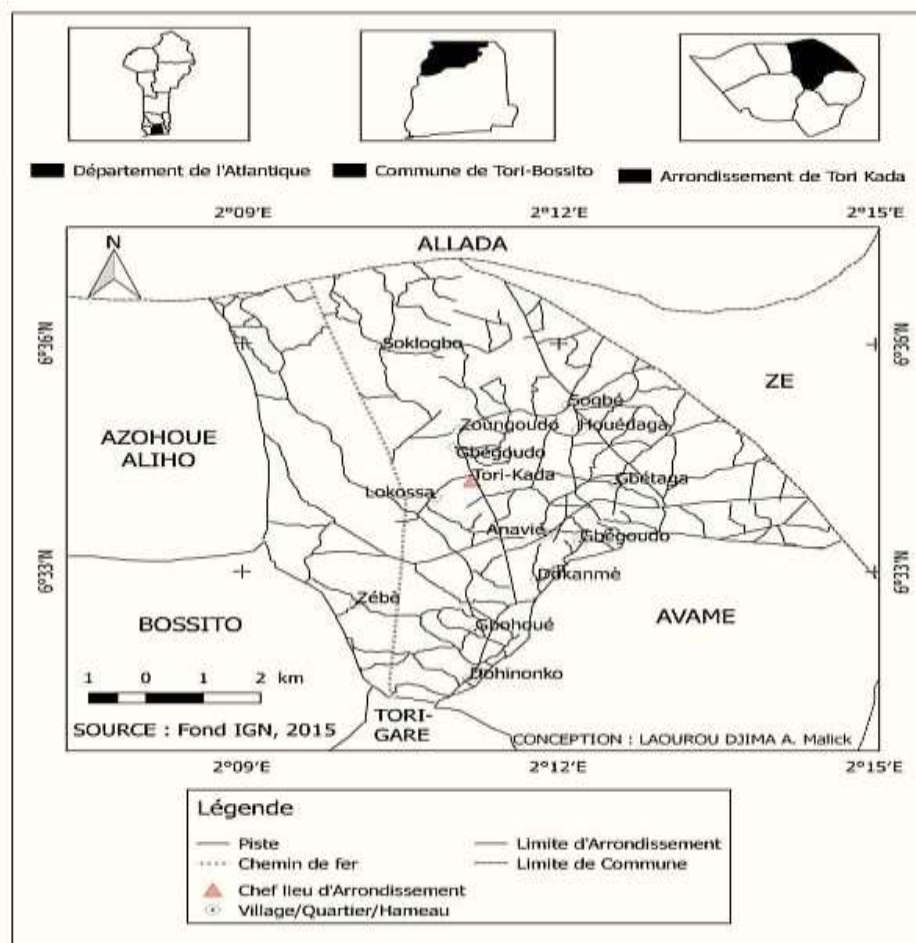 Département de l'Atlantique
Commune de Tori-Bossito
Arrondissement de Tori Kada
2°09'E 2°12'E 2°15'E
N
ALLADA
6°36'N
Soklogbo
6°36'N
ZE
Sogbé
AZOHOUE
ALIHO
Zoungoudo
Houédaga
Gbégoudo
Tori-Kada
Gbétaga
Lokossa
Anavié
Gbégoudo
6°33'N
Dokanmè
6°33'N
Zébè
BOSSITO
Gbohoué
AVAME
Dohinonko
1 0 1 2 km
TORI-
GARE
SOURCE : Fond IGN, 2015
CONCEPTION : LAOUROU DJIMA A. Malick
2°09'E 2°12'E 2°15'E
Légende
Piste
Limite d'Arrondissement
Chemin de fer
Limite de Commune
Chef lieu d'Arrondissement
Village/Quartier/Hameau